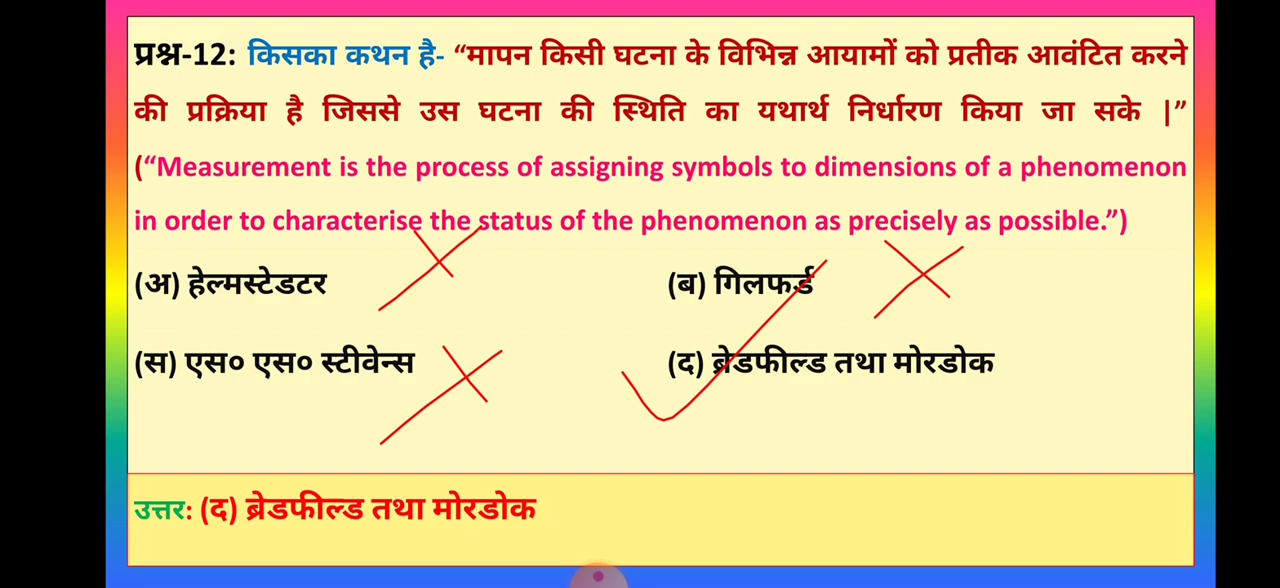 प्रश्न-12: किसका कथन है- “मापन किसी घटना के विभिन्न आयामों को प्रतीक आवंटित करने
की प्रक्रिया है जिससे उस घटना की स्थिति का यथार्थ निर्धारण किया जा सके |”
(“Measurement is the process of assigning symbols to dimensions of a phenomenon
in order to characterise the status of the phenomenon as precisely as possible.”)
(अ) हेल्मस्टेडटर (ब) गिलफर्ड
(स) एस० एस० स्टीवेन्स (द) ब्रेडफील्ड तथा मोरडोक
उत्तर: (द) ब्रेडफील्ड तथा मोरडोक